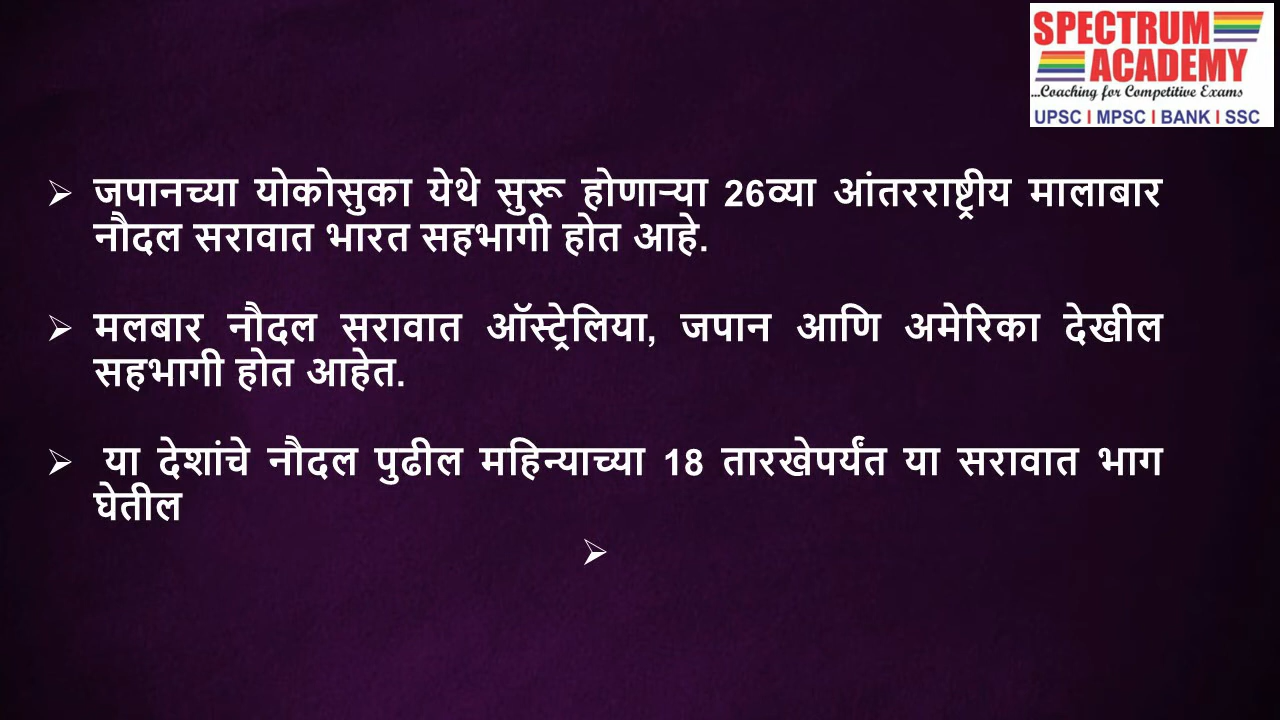 SPECTRUM
ACADEMY
...Coaching for Competitive Exams
UPSC I MPSC I BANK I SSC
➢ जपानच्या योकोसुका येथे सुरू होणाऱ्या 26व्या आंतरराष्ट्रीय मालाबार
नौदल सरावात भारत सहभागी होत आहे.
➢ मलबार नौदल सरावात ऑस्ट्रेलिया, जपान आणि अमेरिका देखील
सहभागी होत आहेत.
➢ या देशांचे नौदल पुढील महिन्याच्या 18 तारखेपर्यंत या सरावात भाग
घेतील
➢